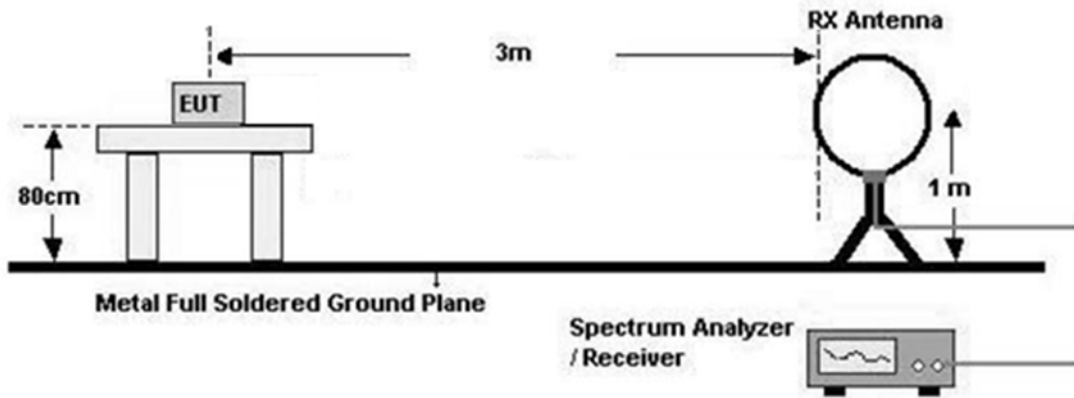 RX Antenna
3m
EUT
80cm
1 m
Metal Full Soldered Ground Plane
Spectrum Analyzer
/ Receiver